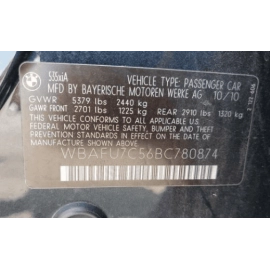 535xiA
VEHICLE TYPE: PASSENGER CAR
MFD BY BAYERISCHE MOTOREN WERKE AG 10/10
GVWR 5379 lbs 2440 kg
GAWR FRONT 2701 lbs 1225 kg GAWR REAR 2910 lbs 1320 kg
THIS VEHICLE CONFORMS TO ALL APPLICABLE
FEDERAL MOTOR VEHICLE SAFETY,
BUMPER AND THEFT PREVENTION STANDARDS
IN EFFECT ON THE DATE OF
MANUFACTURE SHOWN ABOVE